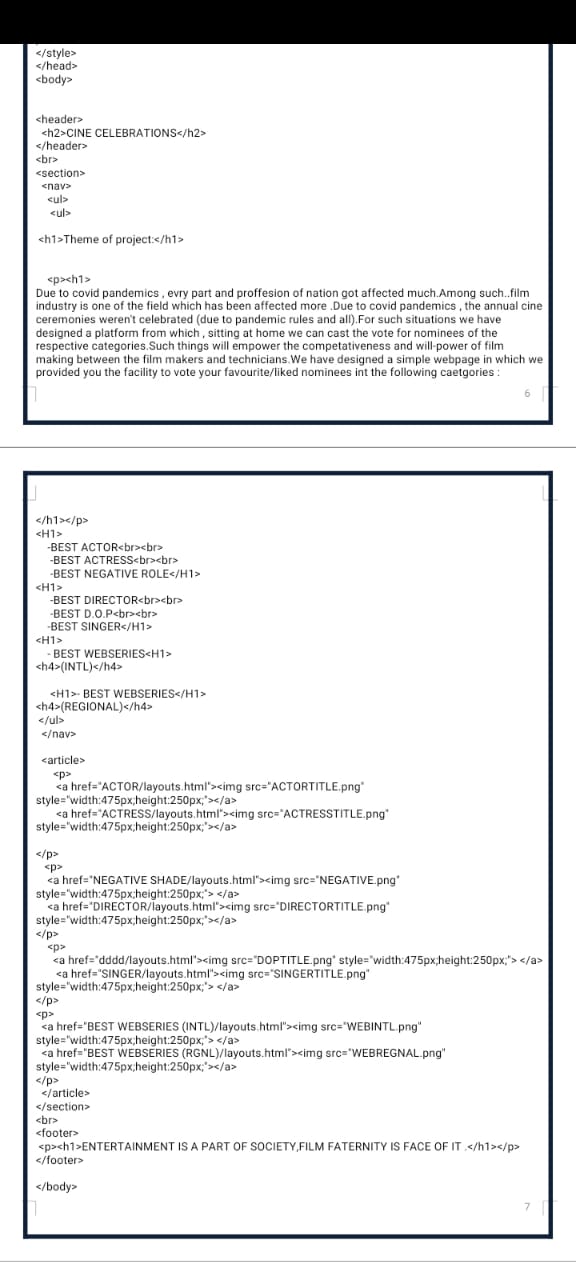 </style>
</head>
<body>
<header>
<h2>CINE CELEBRATIONS</h2>
</header>
<br>
<section>
<nav>
<ul>
<ul>
<h1>Theme of project:</h1>
<p><h1>
Due to covid pandemics , evry part and proffesion of nation got affected much.Among such..film
industry is one of the field which has been affected more .Due to covid pandemics , the annual cine
ceremonies weren't celebrated (due to pandemic rules and all).For such situations we have
designed a platform from which , sitting at home we can cast the vote for nominees of the
respective categories.Such things will empower the competativeness and will-power of film
making between the film makers and technicians.We have designed a simple webpage in which we
provided you the facility to vote your favourite/liked nominees int the following caetgories :
6
</h1></p>
<H1>
-BEST ACTOR<br><br>
-BEST ACTRESS<br><br>
-BEST NEGATIVE ROLE</H1>
<H1>
-BEST DIRECTOR<br><br>
-BEST D.O.P<br><br>
-BEST SINGER</H1>
<H1>
- BEST WEBSERIES<H1>
<h4>(INTL)</h4>
<H1>- BEST WEBSERIES</H1>
<h4>(REGIONAL)</h4>
</ul>
</nav>
<article>
<p>
<a href="ACTOR/layouts.html"><img src="ACTORTITLE.png"
style="width:475px;height:250px;"></a>
<a href="ACTRESS/layouts.html"><img src="ACTRESSTITLE.png"
style="width:475px;height:250px;"></a>
</p>
<p>
<a href="NEGATIVE SHADE/layouts.html"><img src="NEGATIVE.png"
style="width:475px;height:250px;"> </a>
<a href="DIRECTOR/layouts.html"><img src="DIRECTORTITLE.png"
style="width:475px;height:250px;"></a>
</p>
<p>
<a href="dddd/layouts.html"><img src="DOPTITLE.png" style="width:475px;height:250px;"> </a>
<a href="SINGER/layouts.html"><img src="SINGERTITLE.png"
style="width:475px;height:250px;"> </a>
</p>
<p>
<a href="BEST WEBSERIES (INTL)/layouts.html"><img src="WEBINTL.png"
style="width:475px;height:250px;"> </a>
<a href="BEST WEBSERIES (RGNL)/layouts.html"><img src="WEBREGNAL.png"
style="width:475px;height:250px;"></a>
</p>
</article>
</section>
<br>
<footer>
<p><h1>ENTERTAINMENT IS A PART OF SOCIETY,FILM FATERNITY IS FACE OF IT .</h1></p>
</footer>
</body>
7